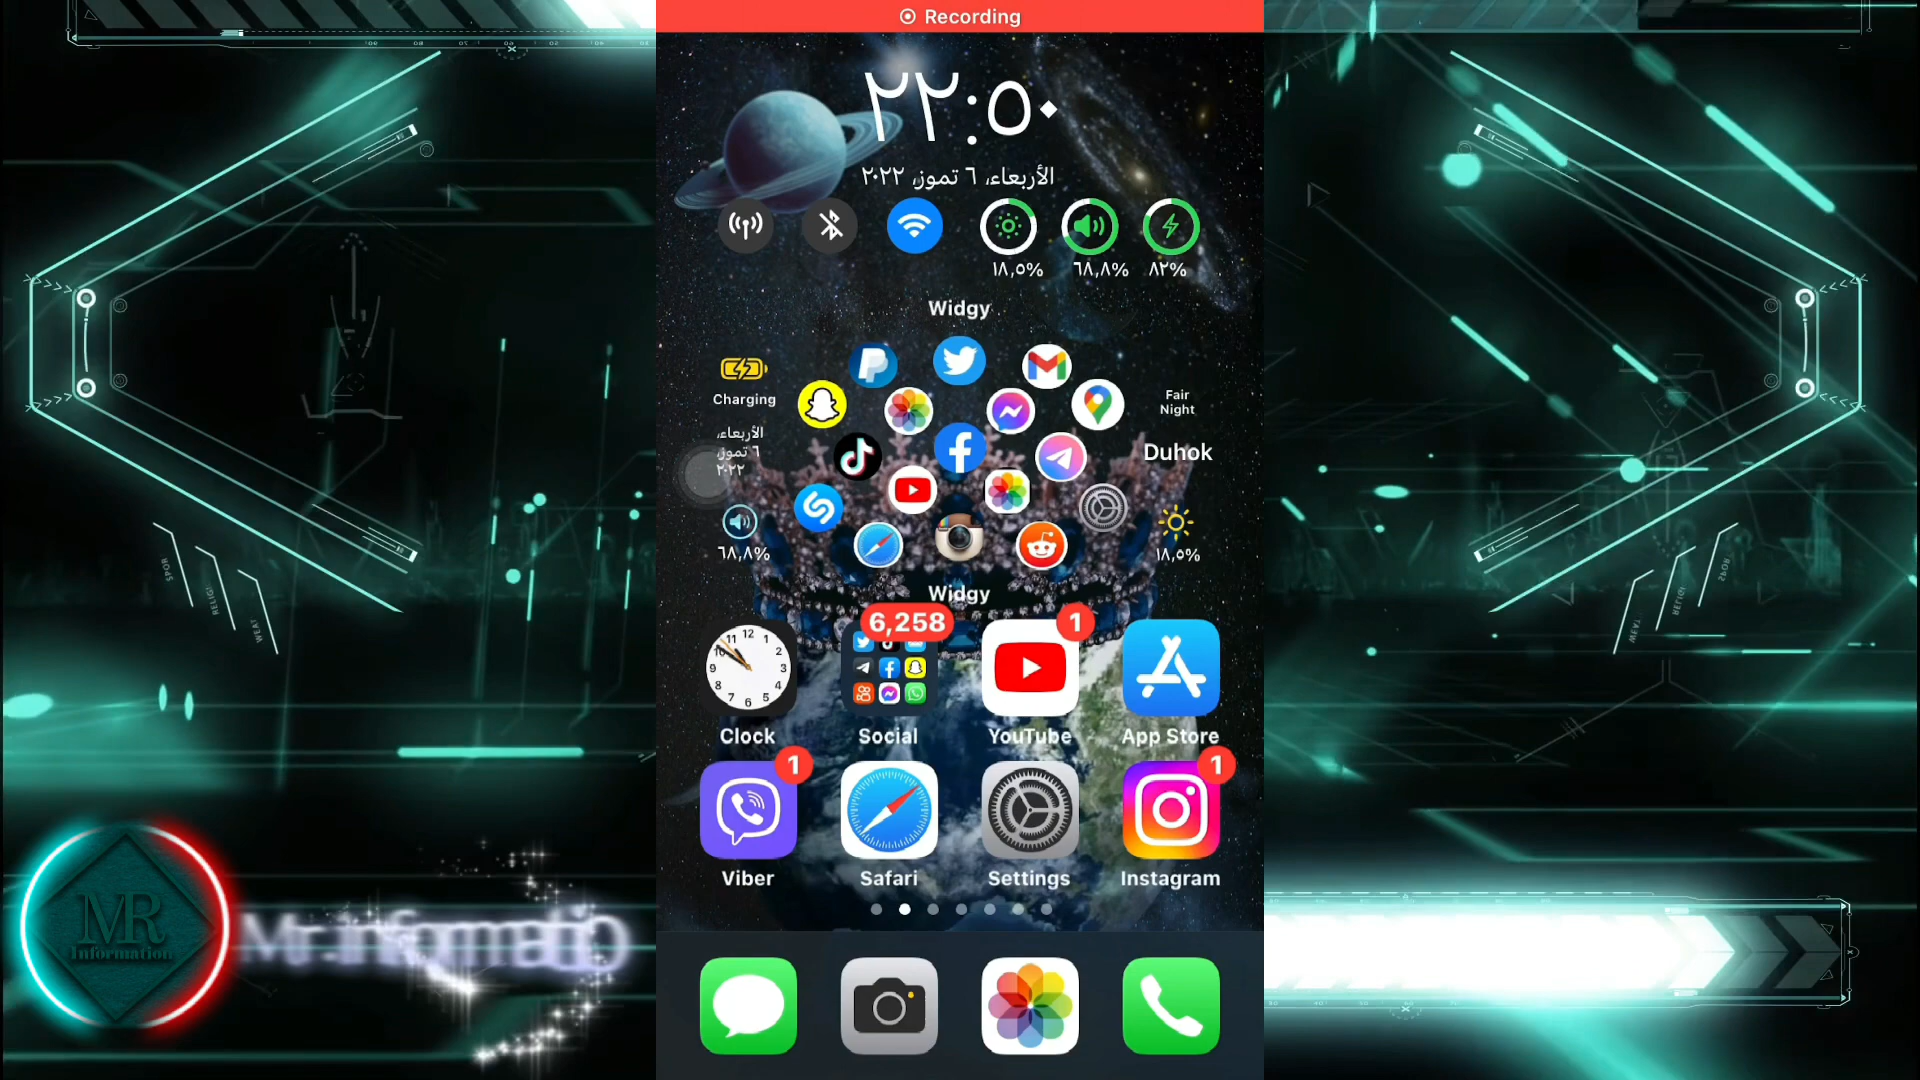 Recording
٢٢:٥٠
الأربعاء، ٦ تموز، ٢٠٢٢
١٨,٥%
٦٨,٨%
٨٢%
Widgy
Charging
Fair
Night
الأربعاء،
٦ تموز،
٢٠٢٢
Duhok
٦٨,٨%
١٨,٥%
Widgy
6,258
1
Clock
Social
YouTube
App Store
1
1
Viber
Safari
Settings
Instagram
MR
Information